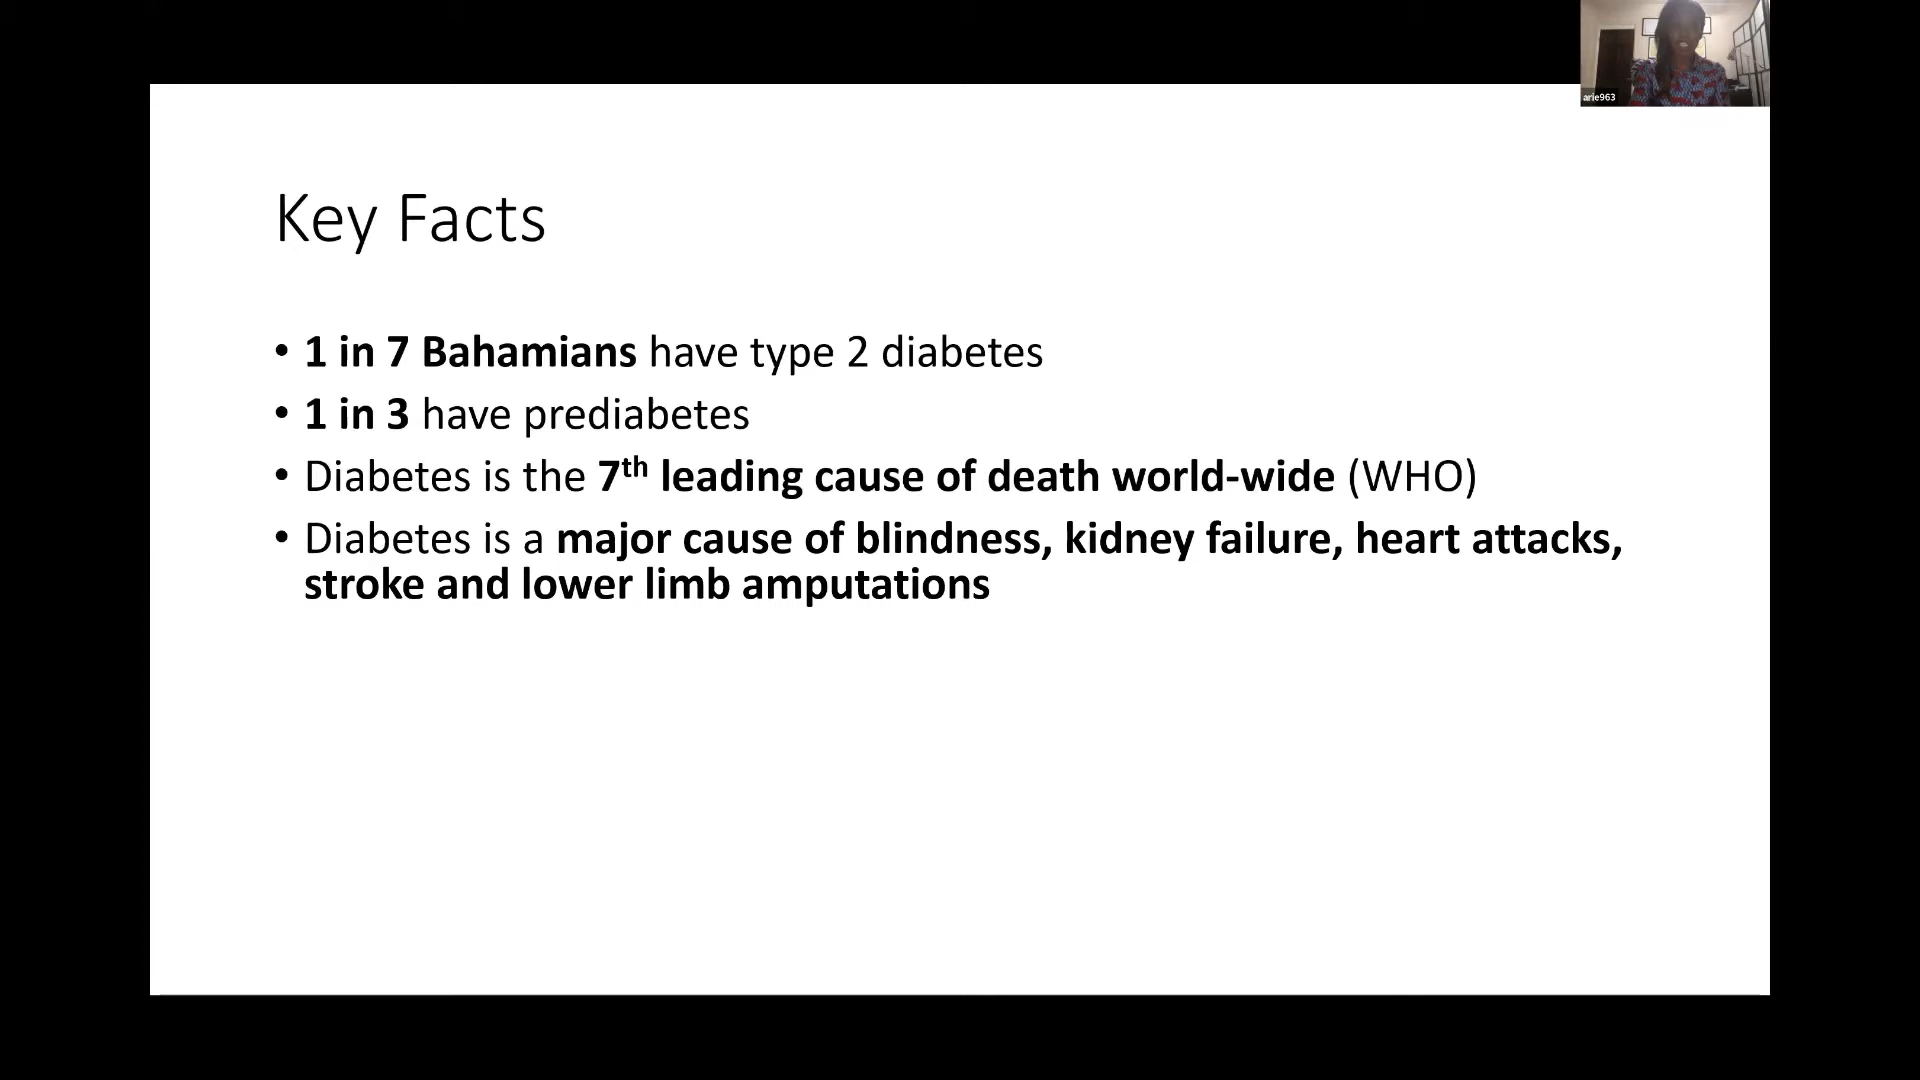 arie963
Key Facts
• 1 in 7 Bahamians have type 2 diabetes
• 1 in 3 have prediabetes
• Diabetes is the 7th leading cause of death world-wide (WHO)
• Diabetes is a major cause of blindness, kidney failure, heart attacks,
stroke and lower limb amputations